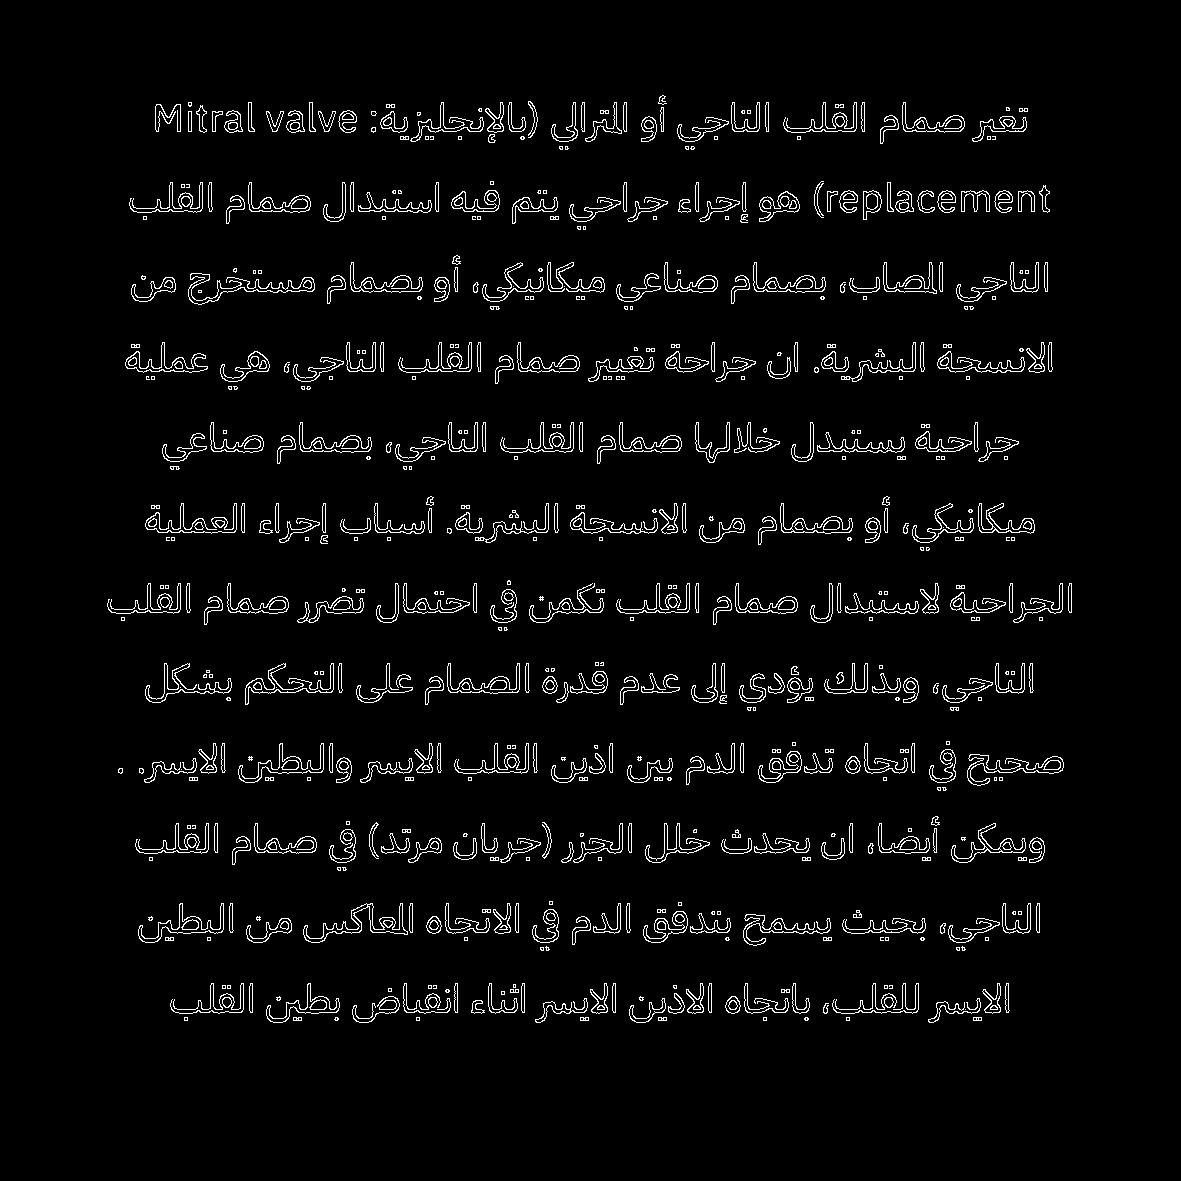 تغير صمام القلب التاجي أو المترالي (بالإنجليزية: Mitral valve
replacement) هو إجراء جراحي يتم فيه استبدال صمام القلب
التاجي المصاب، بصمام صناعي ميكانيكي، أو بصمام مستخرج من
الانسجة البشرية. ان جراحة تغيير صمام القلب التاجي، هي عملية
جراحية يستبدل خلالها صمام القلب التاجي، بصمام صناعي
ميكانيكي، أو بصمام من الانسجة البشرية. أسباب إجراء العملية
الجراحية لاستبدال صمام القلب تكمن في احتمال تضرر صمام القلب
التاجي، وبذلك يؤدي إلى عدم قدرة الصمام على التحكم بشكل
صحيح في اتجاه تدفق الدم بين اذين القلب الايسر والبطين الايسر. .
ويمكن أيضا، ان يحدث خلل الجزر (جريان مرتد) في صمام القلب
التاجي، بحيث يسمح بتدفق الدم في الاتجاه المعاكس من البطين
الايسر للقلب، باتجاه الاذين الايسر اثناء انقباض بطين القلب